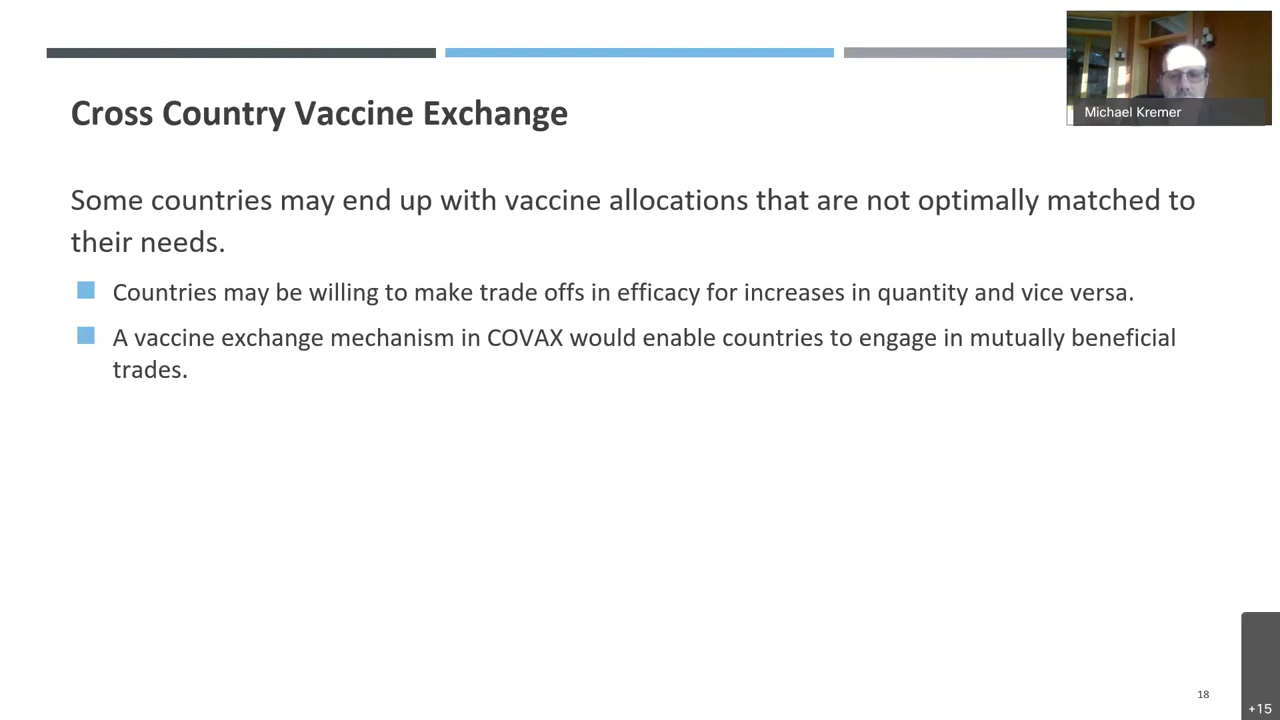 Michael Kremer
Cross Country Vaccine Exchange
Some countries may end up with vaccine allocations that are not optimally matched to
their needs.
Countries may be willing to make trade offs in efficacy for increases in quantity and vice versa.
A vaccine exchange mechanism in COVAX would enable countries to engage in mutually beneficial
trades.
18
+15